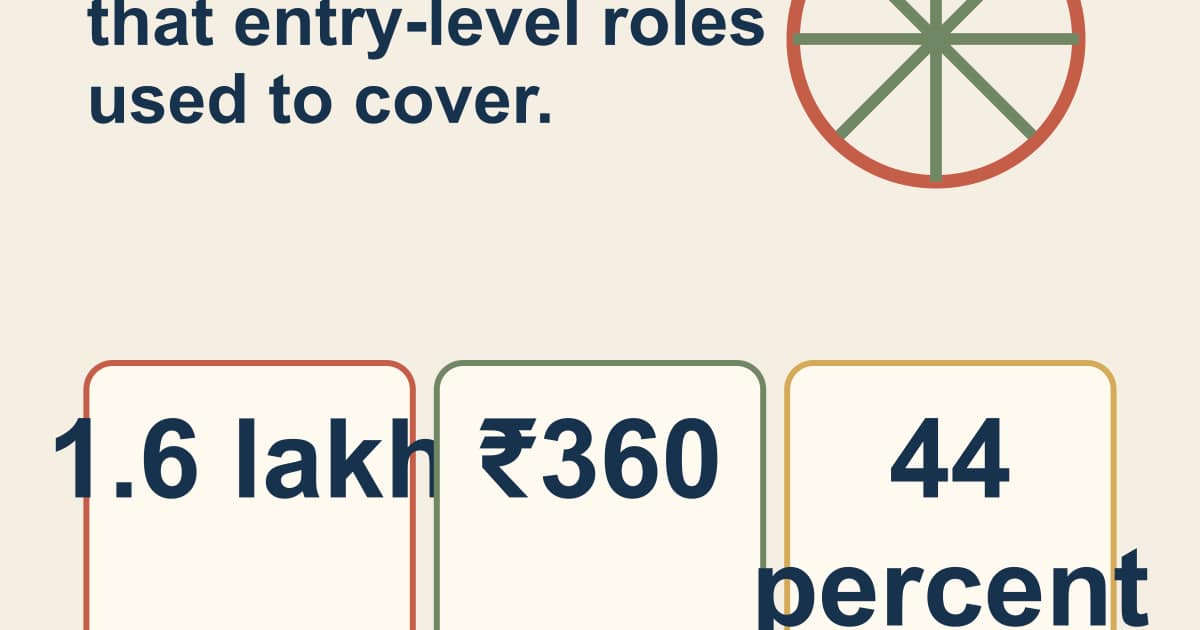 that entry-level roles
used to cover.
1.6 lakh
₹360
44
percent